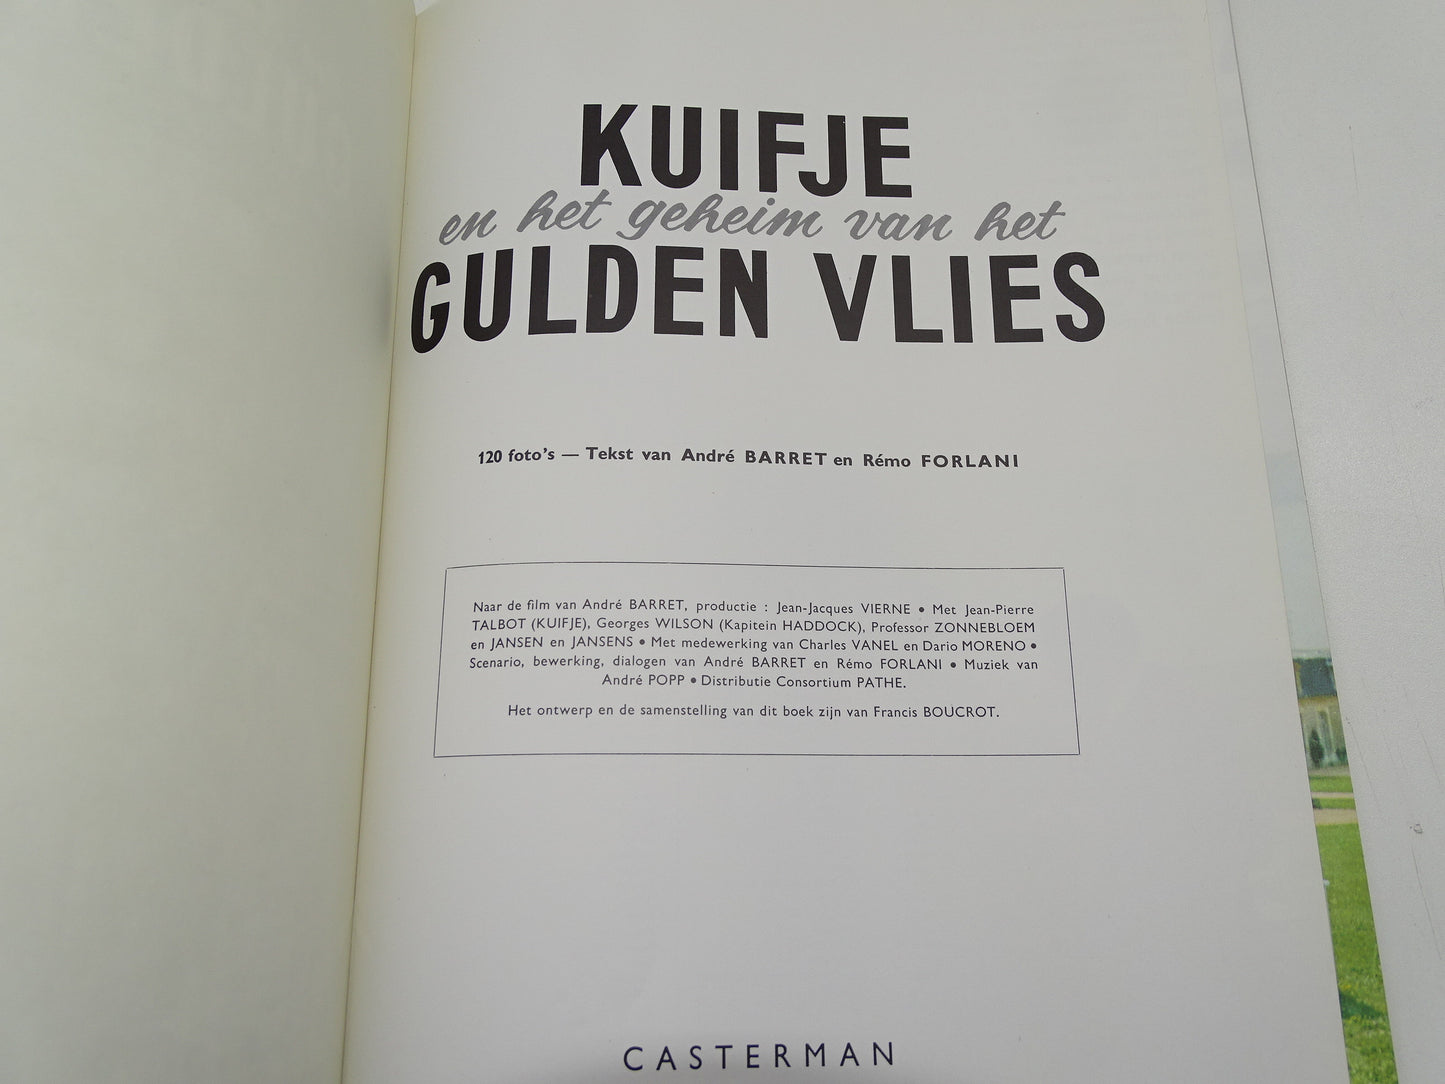 KUIFJE
en het geheim van het
GULDEN VLIES
120 foto's — Tekst van André BARRET en Rémo FORLANI
Naar de film van André BARRET, productie : Jean-Jacques VIERNE • Met Jean-Pierre
TALBOT (KUIFJE), Georges WILSON (Kapitein HADDOCK), Professor ZONNEBLOEM
en JANSEN en JANSENS • Met medewerking van Charles VANEL en Dario MORENO •
Scenario, bewerking, dialogen van André BARRET en Rémo FORLANI • Muziek van
André POPP • Distributie Consortium PATHE.
Het ontwerp en de samenstelling van dit boek zijn van Francis BOUCROT.
CASTERMAN